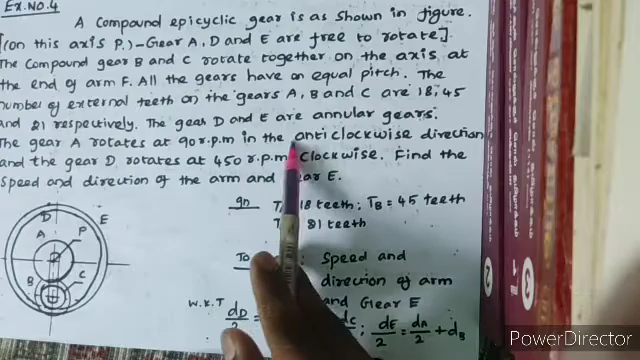 Ex.NO.4
A compound epicyclic gear is as shown in figure.
[on this axis P.)-Gear A, D and E are free to rotate]
The compound gear B and C rotate together on the axis at
the end of arm F. All the gears have an equal pitch. The
number of external teeth on the gears A, B and C are 18, 45
and 21 respectively. The gear D and E are annular gears.
The gear A rotates at 90 r.p.m in the anticlockwise direction
and the gear D rotates at 450 r.p.m clockwise. Find the
speed and direction of the arm and gear E.
gn 18 teeth; TB = 45 teeth
21 teeth
To : Speed and
direction of arm
and Gear E
W.K.T dD/2 = ; dE/2 = dA/2 + dB
D E A P B C
2
3
PowerDirector